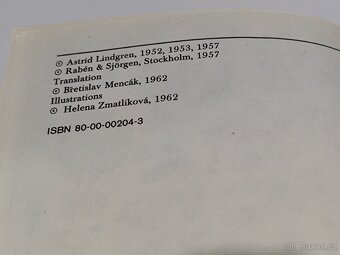 © Astrid Lindgren, 1952, 1953, 1957
© Rabén & Sjörgen, Stockholm, 1957
Translation
© Břetislav Mencák, 1962
Illustrations
© Helena Zmatlíková, 1962
ISBN 80-00-00204-3